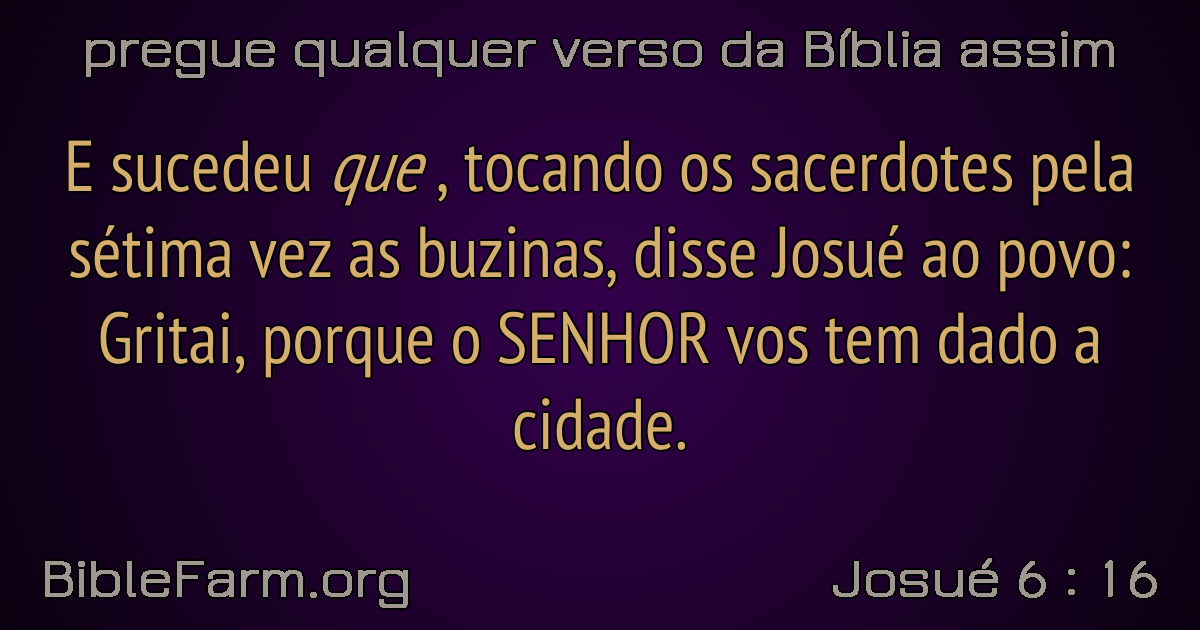 pregue qualquer verso da Bíblia assim
E sucedeu que , tocando os sacerdotes pela
sétima vez as buzinas, disse Josué ao povo:
Gritai, porque o SENHOR vos tem dado a
cidade.
BibleFarm.org
Josué 6 : 16